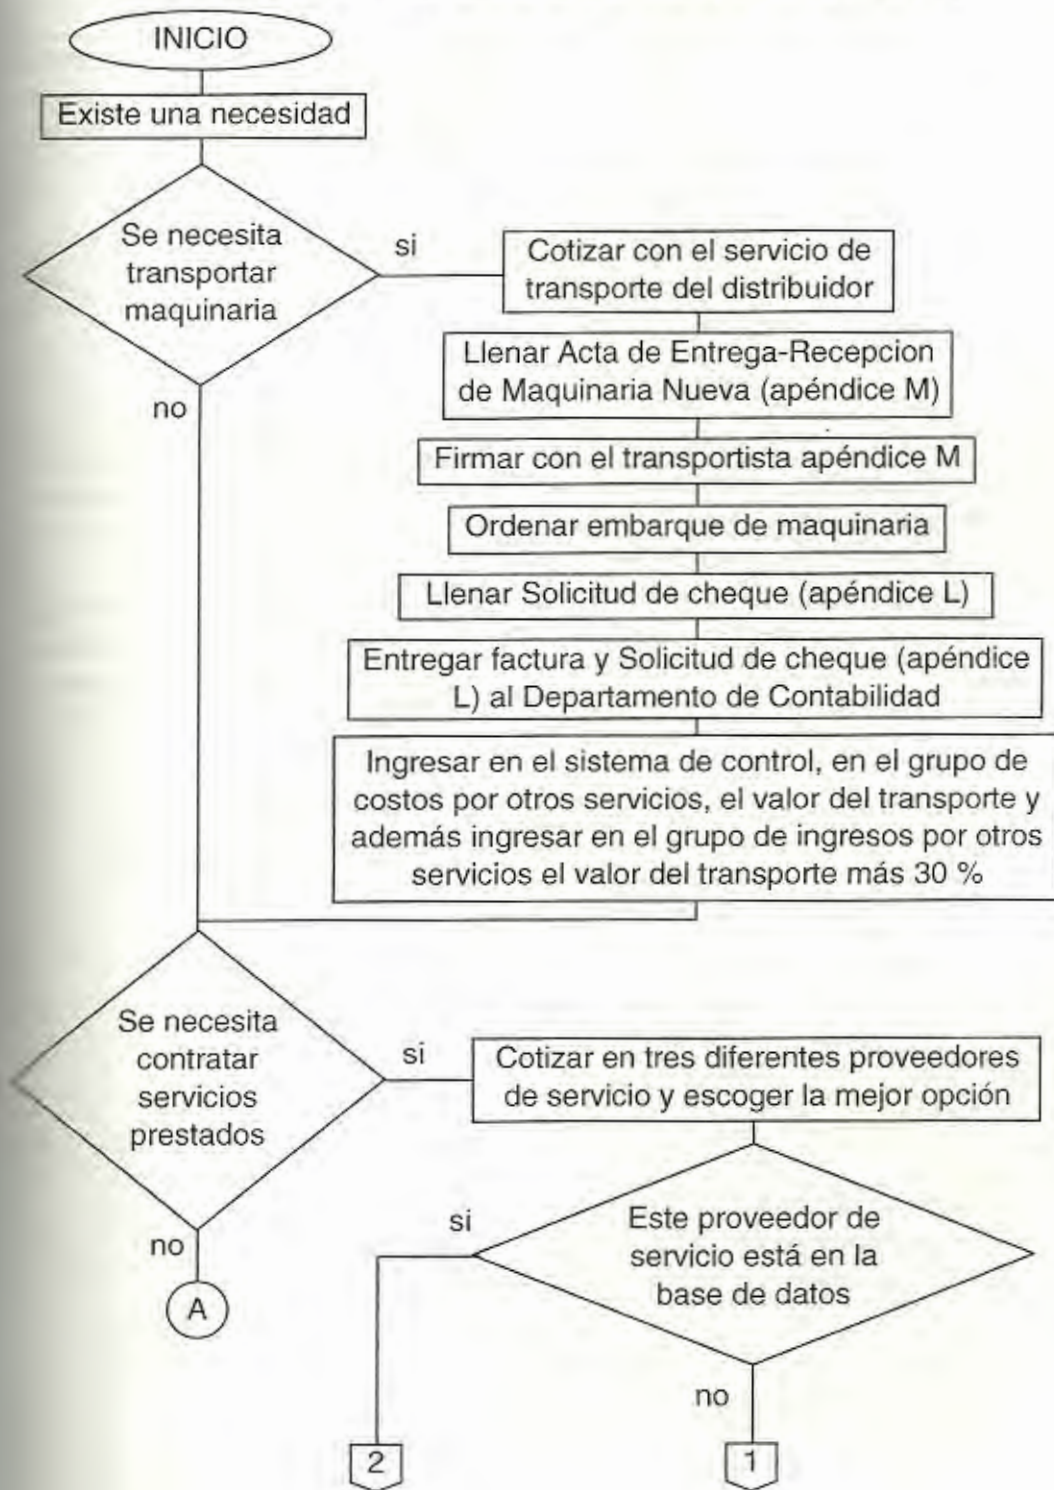 INICIO
Existe una necesidad
Se necesita
transportar
maquinaria
si
Cotizar con el servicio de
transporte del distribuidor
Llenar Acta de Entrega-Recepcion
de Maquinaria Nueva (apéndice M)
Firmar con el transportista apéndice M
Ordenar embarque de maquinaria
Llenar Solicitud de cheque (apéndice L)
Entregar factura y Solicitud de cheque (apéndice
L) al Departamento de Contabilidad
Ingresar en el sistema de control, en el grupo de
costos por otros servicios, el valor del transporte y
además ingresar en el grupo de ingresos por otros
servicios el valor del transporte más 30 %
no
Se necesita
contratar
servicios
prestados
si
Cotizar en tres diferentes proveedores
de servicio y escoger la mejor opción
no
A
Este proveedor de
servicio está en la
base de datos
si
2
no
1